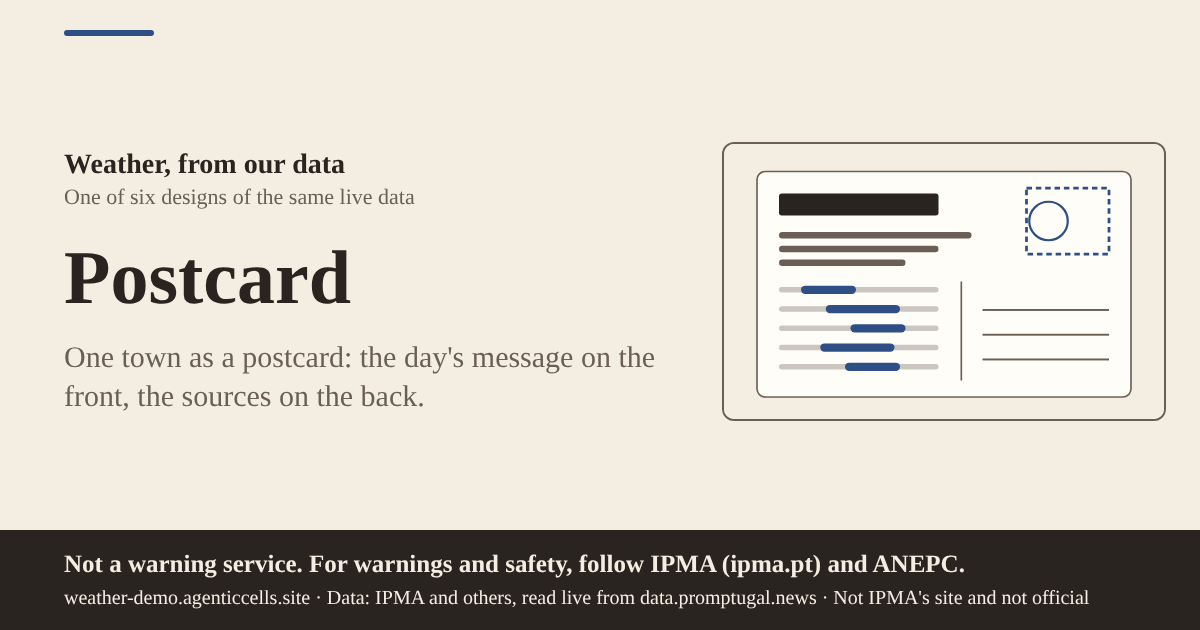 Weather, from our data
One of six designs of the same live data
Postcard
One town as a postcard: the day's message on the
front, the sources on the back.
Not a warning service. For warnings and safety, follow IPMA (ipma.pt) and ANEPC.
weather-demo.agenticcells.site · Data: IPMA and others, read live from data.promptugal.news · Not IPMA's site and not official